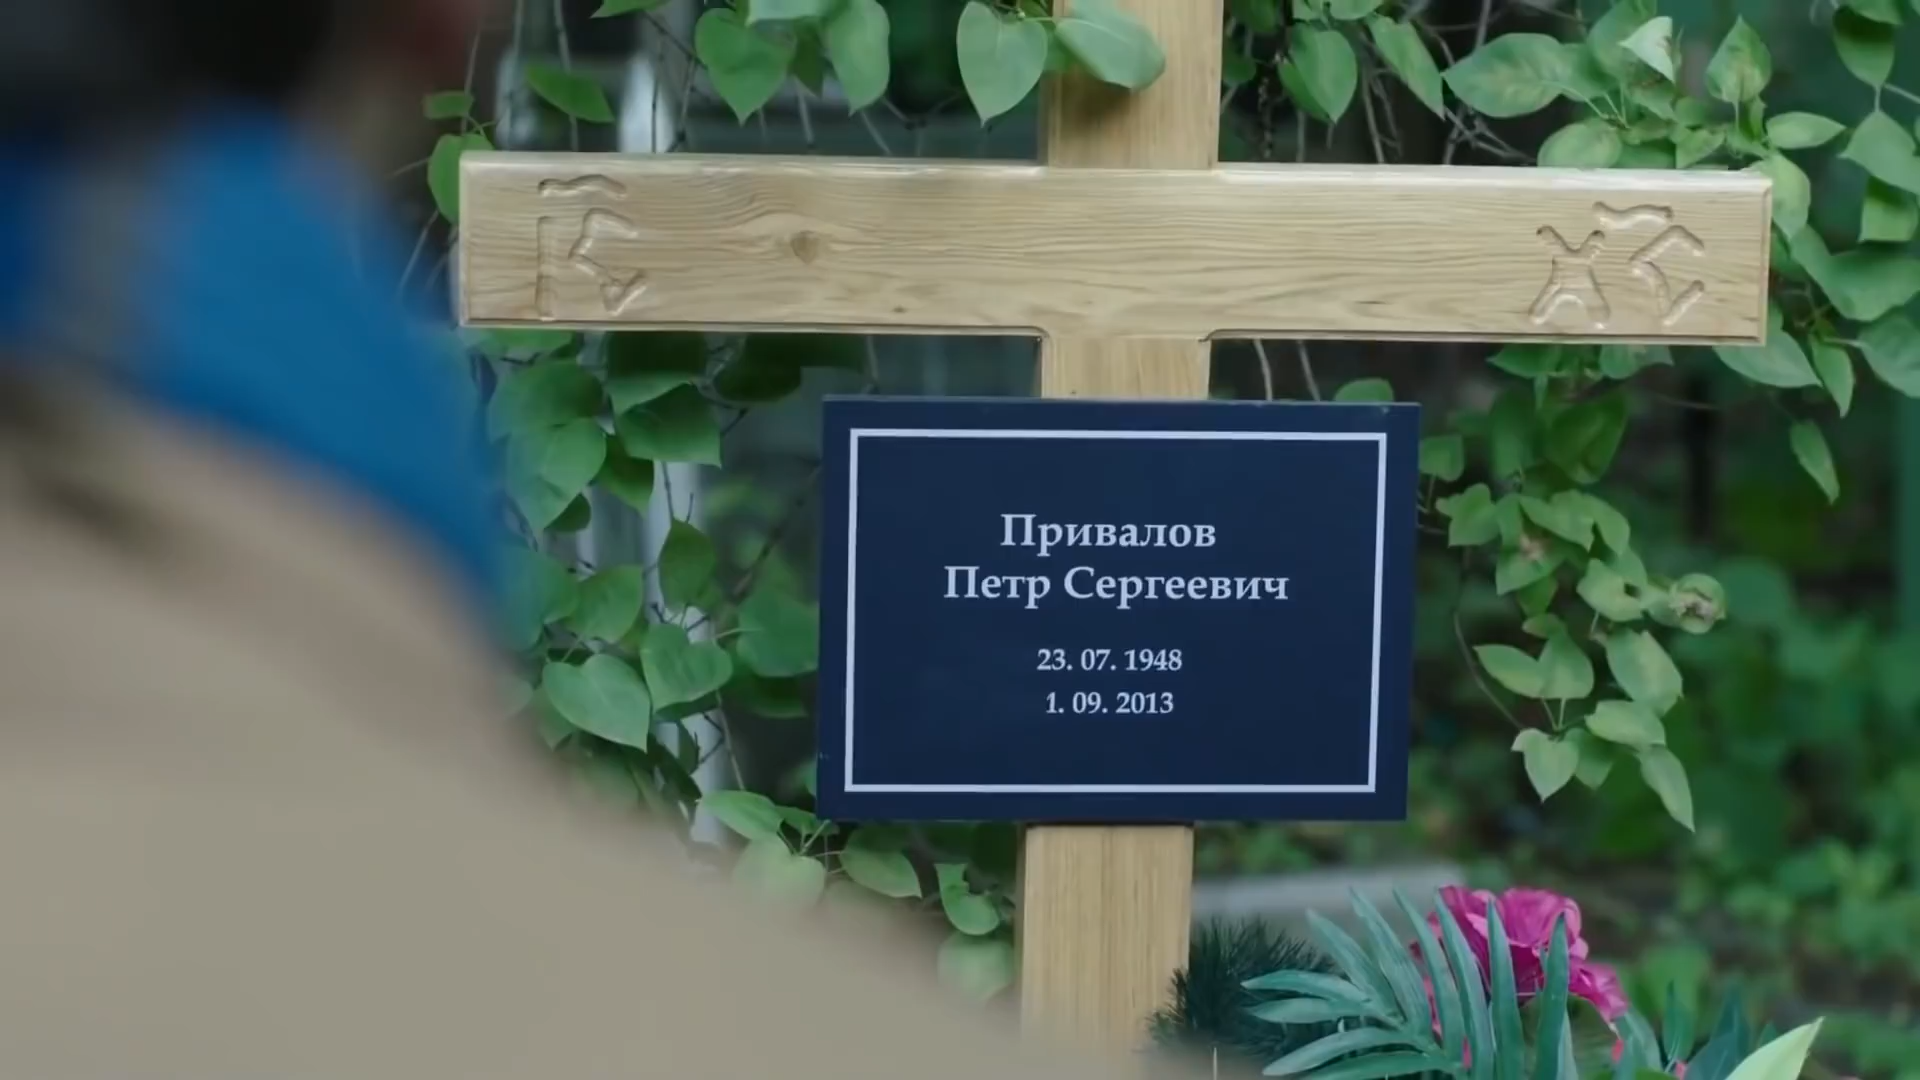 І҃С Х҃С
Привалов
Петр Сергеевич
23. 07. 1948
1. 09. 2013